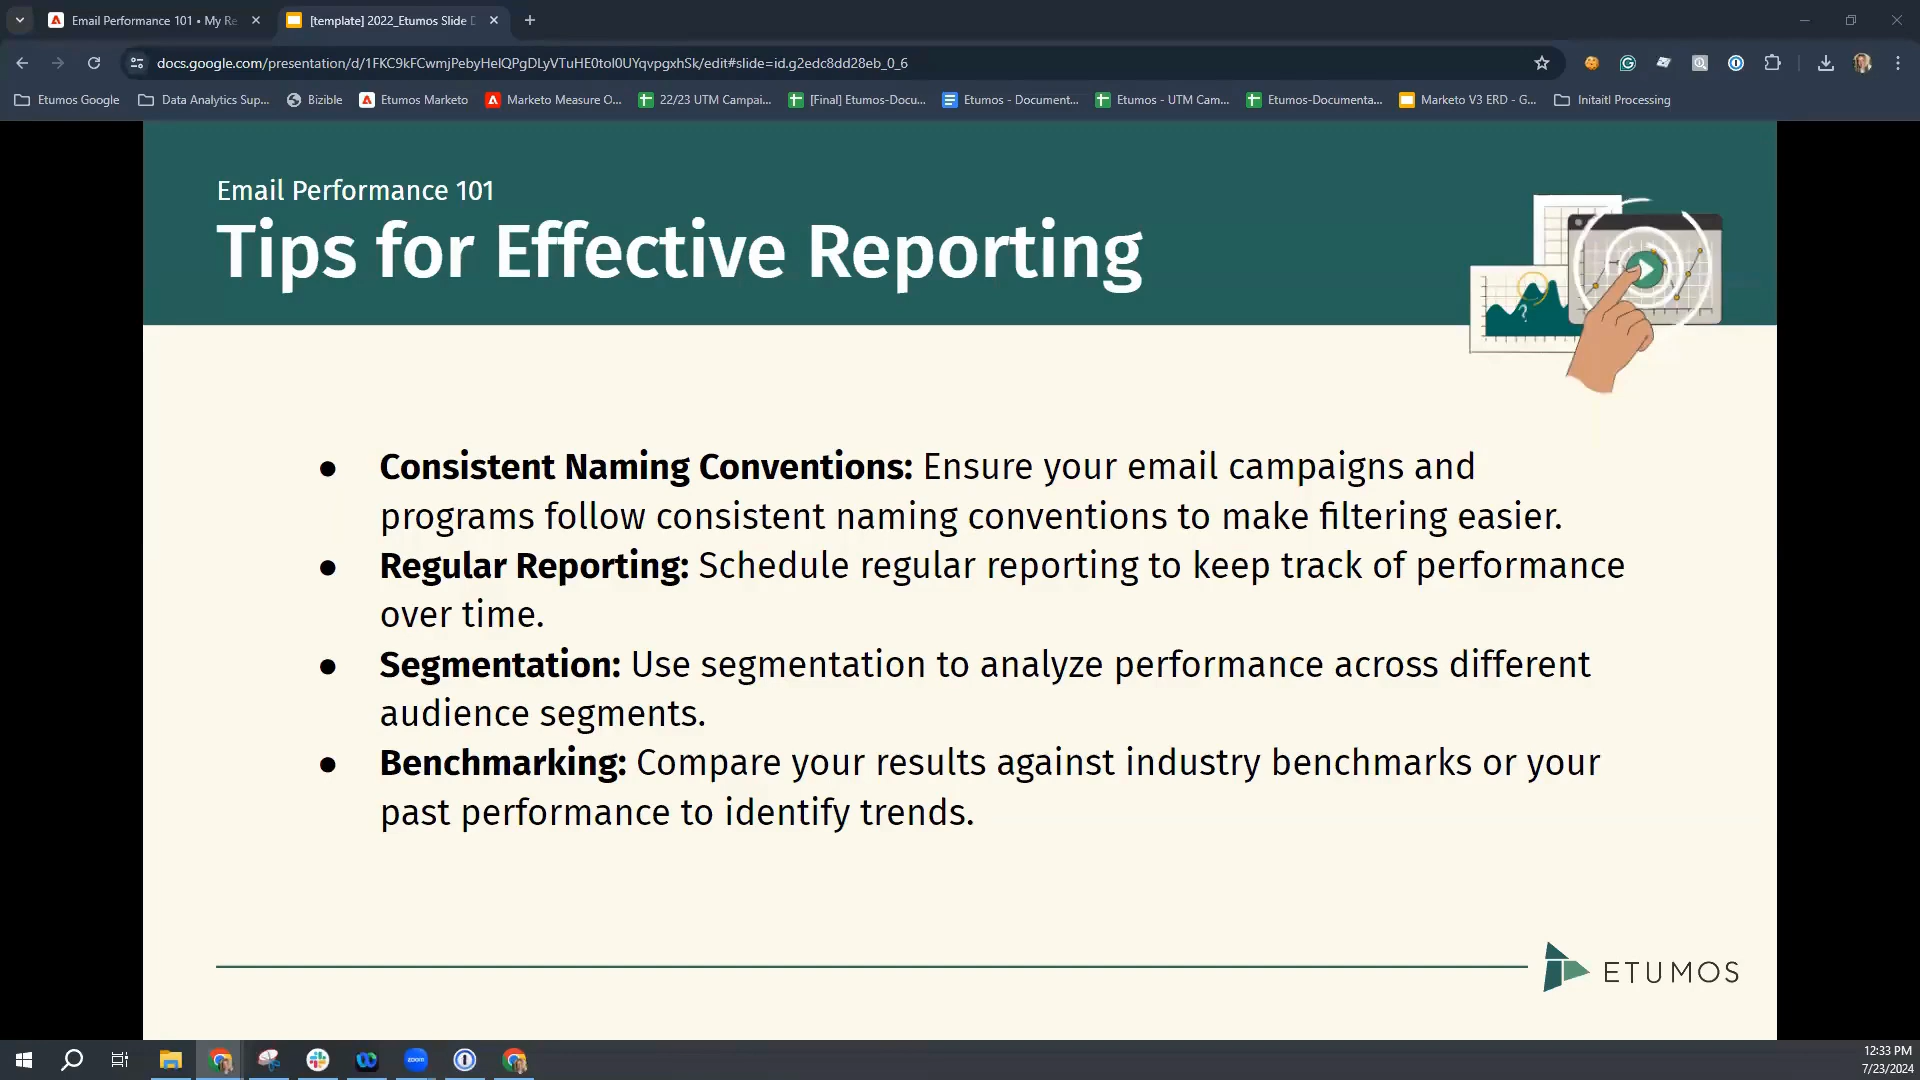 Email Performance 101 • My Re
[template] 2022_Etumos Slide D
docs.google.com/presentation/d/1FKC9kFCwmjPebyHeIQPgDLyVTuHE0tol0UYqvpgxhSk/edit#slide=id.g2edc8dd28eb_0_6
Etumos Google
Data Analytics Sup...
Bizible
Etumos Marketo
Marketo Measure O...
22/23 UTM Campai...
[Final] Etumos-Docu...
Etumos - Document...
Etumos - UTM Cam...
Etumos-Documenta...
Marketo V3 ERD - G...
Initaitl Processing
Email Performance 101
Tips for Effective Reporting
● Consistent Naming Conventions: Ensure your email campaigns and
programs follow consistent naming conventions to make filtering easier.
● Regular Reporting: Schedule regular reporting to keep track of performance
over time.
● Segmentation: Use segmentation to analyze performance across different
audience segments.
● Benchmarking: Compare your results against industry benchmarks or your
past performance to identify trends.
ETUMOS
zoom
12:33 PM
7/23/2024